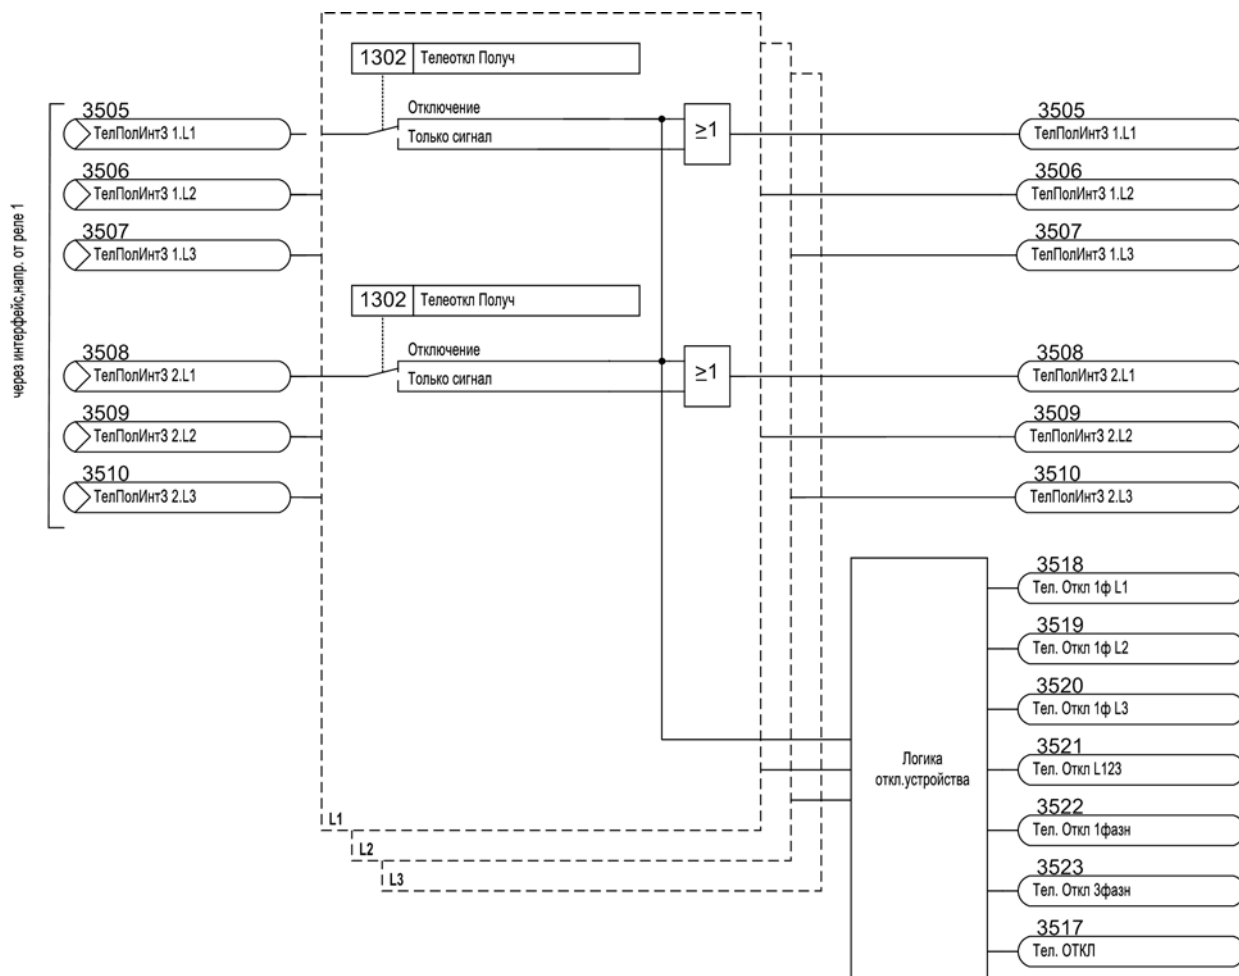 1302 Телеоткл Получ
3505
ТелПолИнтЗ 1.L1
Отключение
Только сигнал
≥1
3505
ТелПолИнтЗ 1.L1
3506
ТелПолИнтЗ 1.L2
3506
ТелПолИнтЗ 1.L2
3507
ТелПолИнтЗ 1.L3
3507
ТелПолИнтЗ 1.L3
через интерфейс,напр. от реле 1
1302 Телеоткл Получ
3508
ТелПолИнтЗ 2.L1
Отключение
Только сигнал
≥1
3508
ТелПолИнтЗ 2.L1
3509
ТелПолИнтЗ 2.L2
3509
ТелПолИнтЗ 2.L2
3510
ТелПолИнтЗ 2.L3
3510
ТелПолИнтЗ 2.L3
3518
Тел. Откл 1ф L1
3519
Тел. Откл 1ф L2
3520
Тел. Откл 1ф L3
Логика
откл.устройства
3521
Тел. Откл L123
3522
Тел. Откл 1фазн
3523
Тел. Откл 3фазн
3517
Тел. ОТКЛ
L1
L2
L3